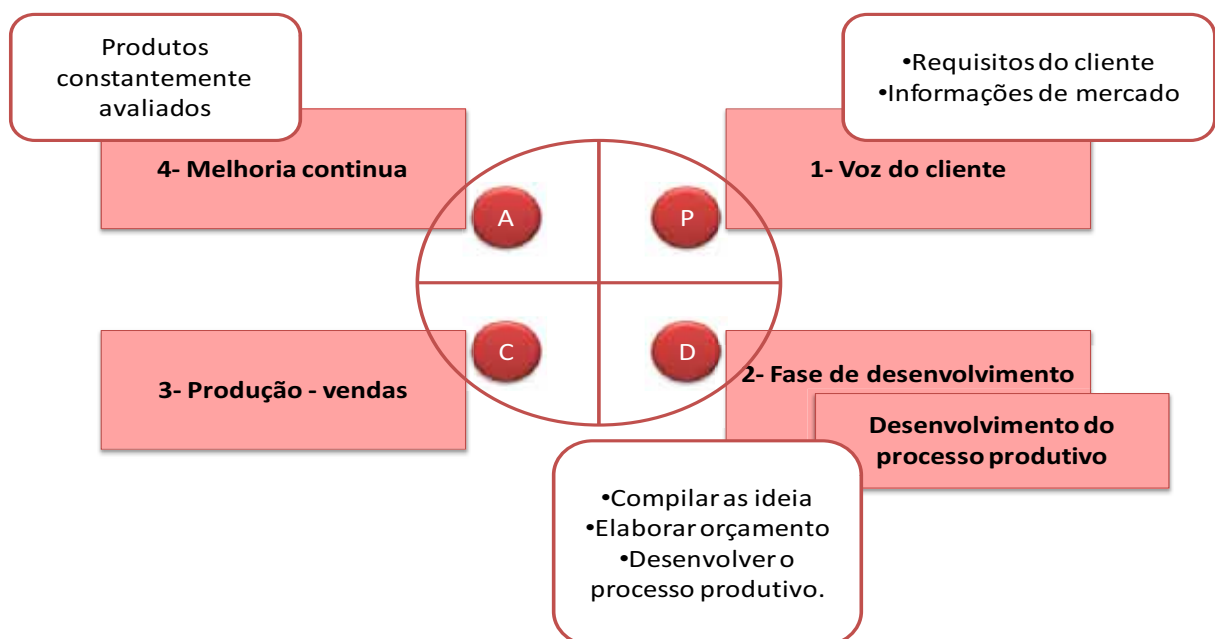 Produtos
constantemente
avaliados
4- Melhoria continua
•Requisitos do cliente
•Informações de mercado
1- Voz do cliente
A
P
C
D
3- Produção - vendas
2- Fase de desenvolvimento
Desenvolvimento do
processo produtivo
•Compilar as ideia
•Elaborar orçamento
•Desenvolver o
processo produtivo.